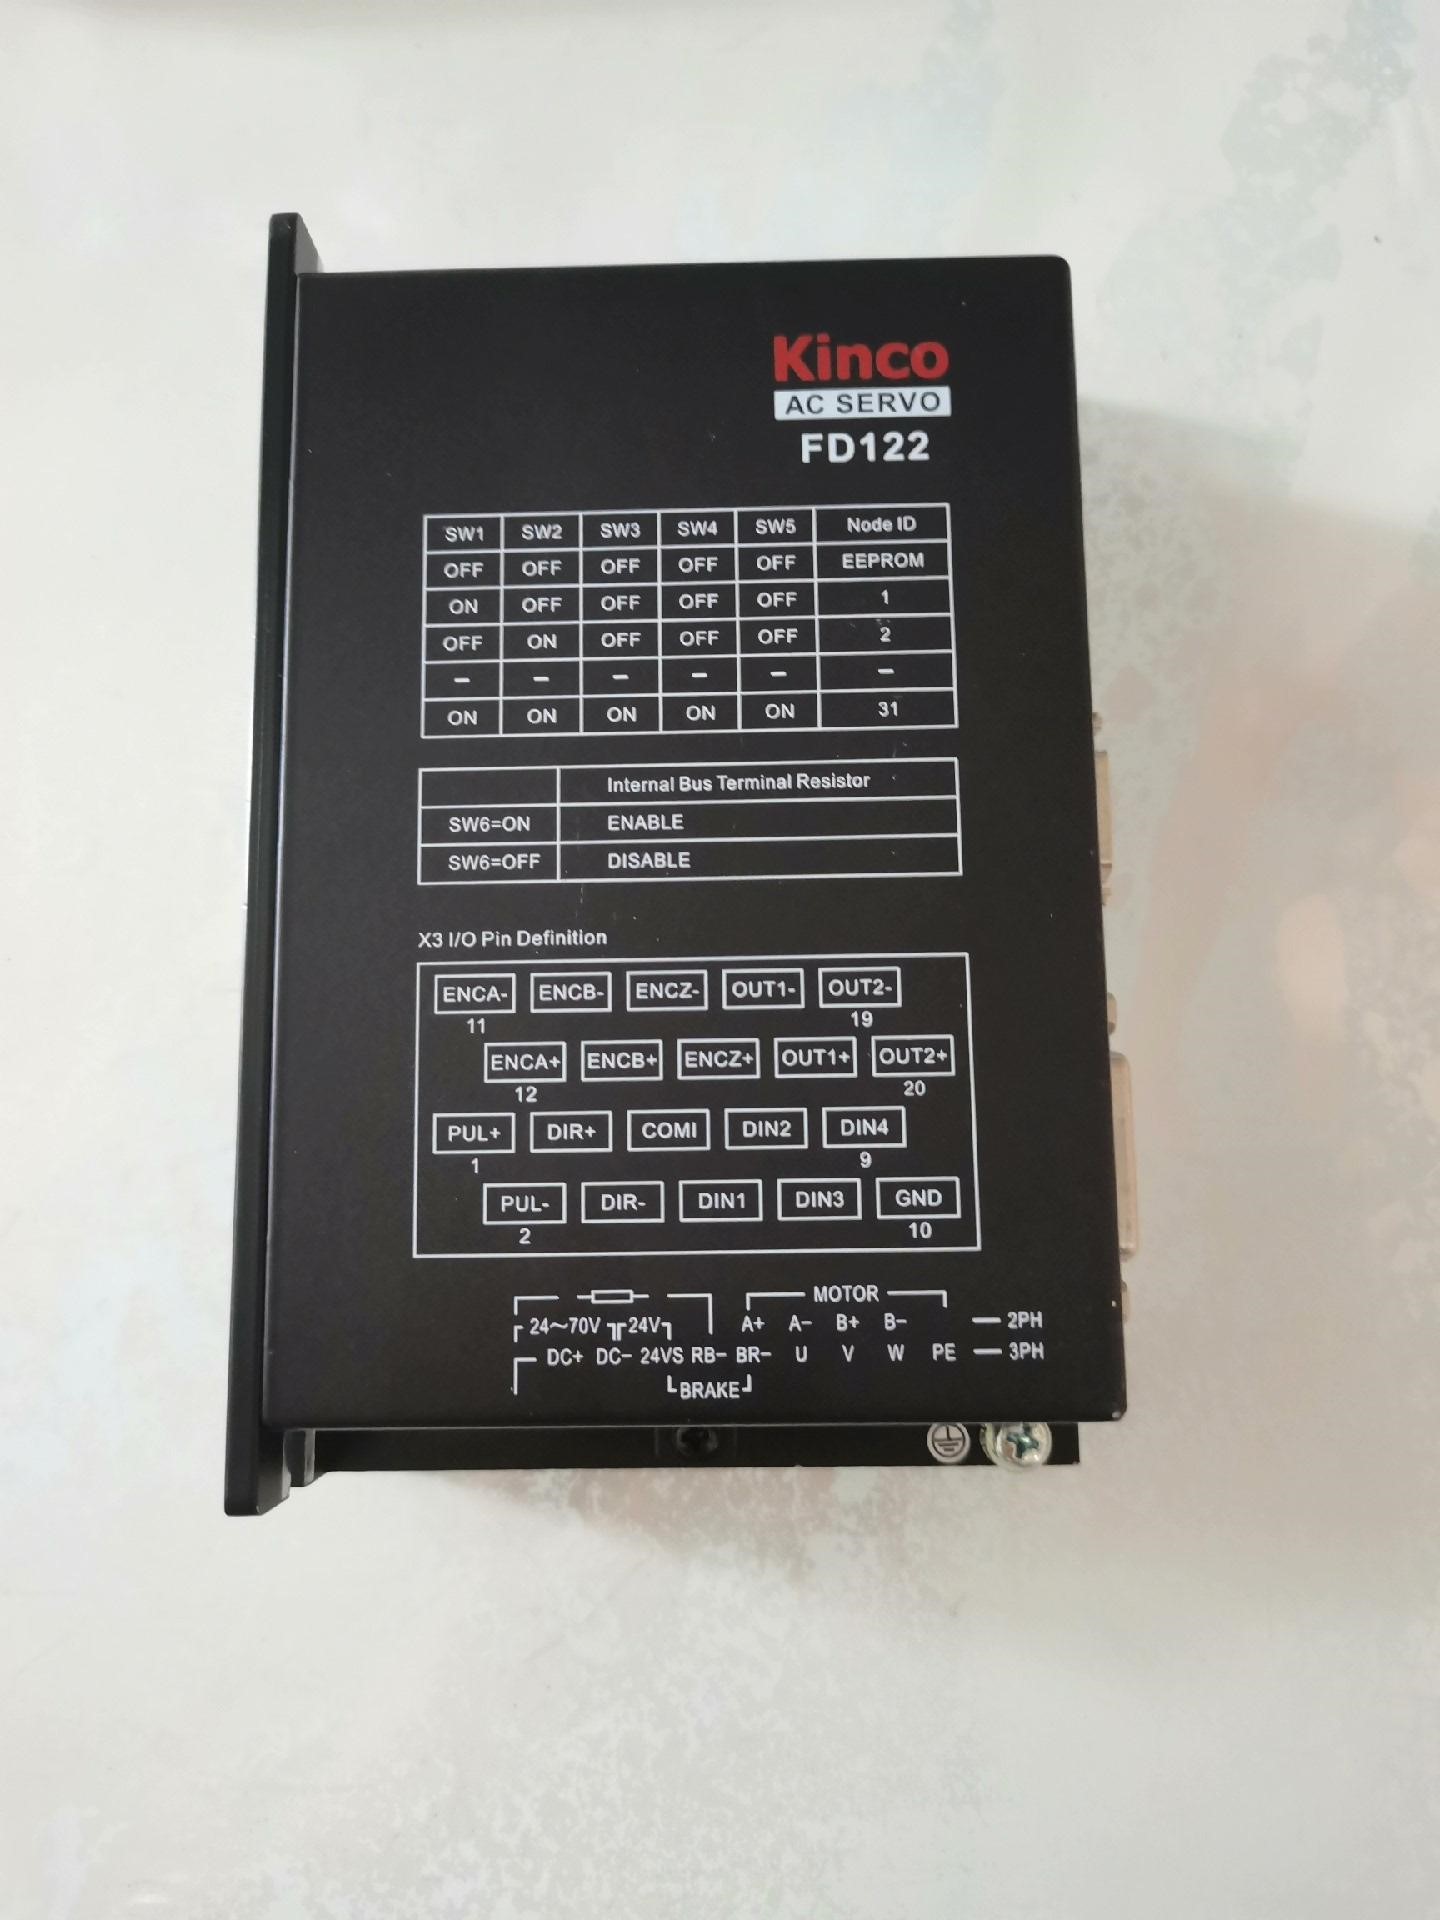 Kinco
AC SERVO
FD122
SW1 SW2 SW3 SW4 SW5 Node ID
OFF OFF OFF OFF OFF EEPROM
ON OFF OFF OFF OFF 1
OFF ON OFF OFF OFF 2
– – – – – –
ON ON ON ON ON 31
Internal Bus Terminal Resistor
SW6=ON ENABLE
SW6=OFF DISABLE
X3 I/O Pin Definition
ENCA- ENCB- ENCZ- OUT1- OUT2-
11 19
ENCA+ ENCB+ ENCZ+ OUT1+ OUT2+
12 20
PUL+ DIR+ COMI DIN2 DIN4
1 9
PUL- DIR- DIN1 DIN3 GND
2 10
MOTOR
24~70V 24V A+ A- B+ B- — 2PH
DC+ DC- 24VS RB- BR- U V W PE — 3PH
BRAKE